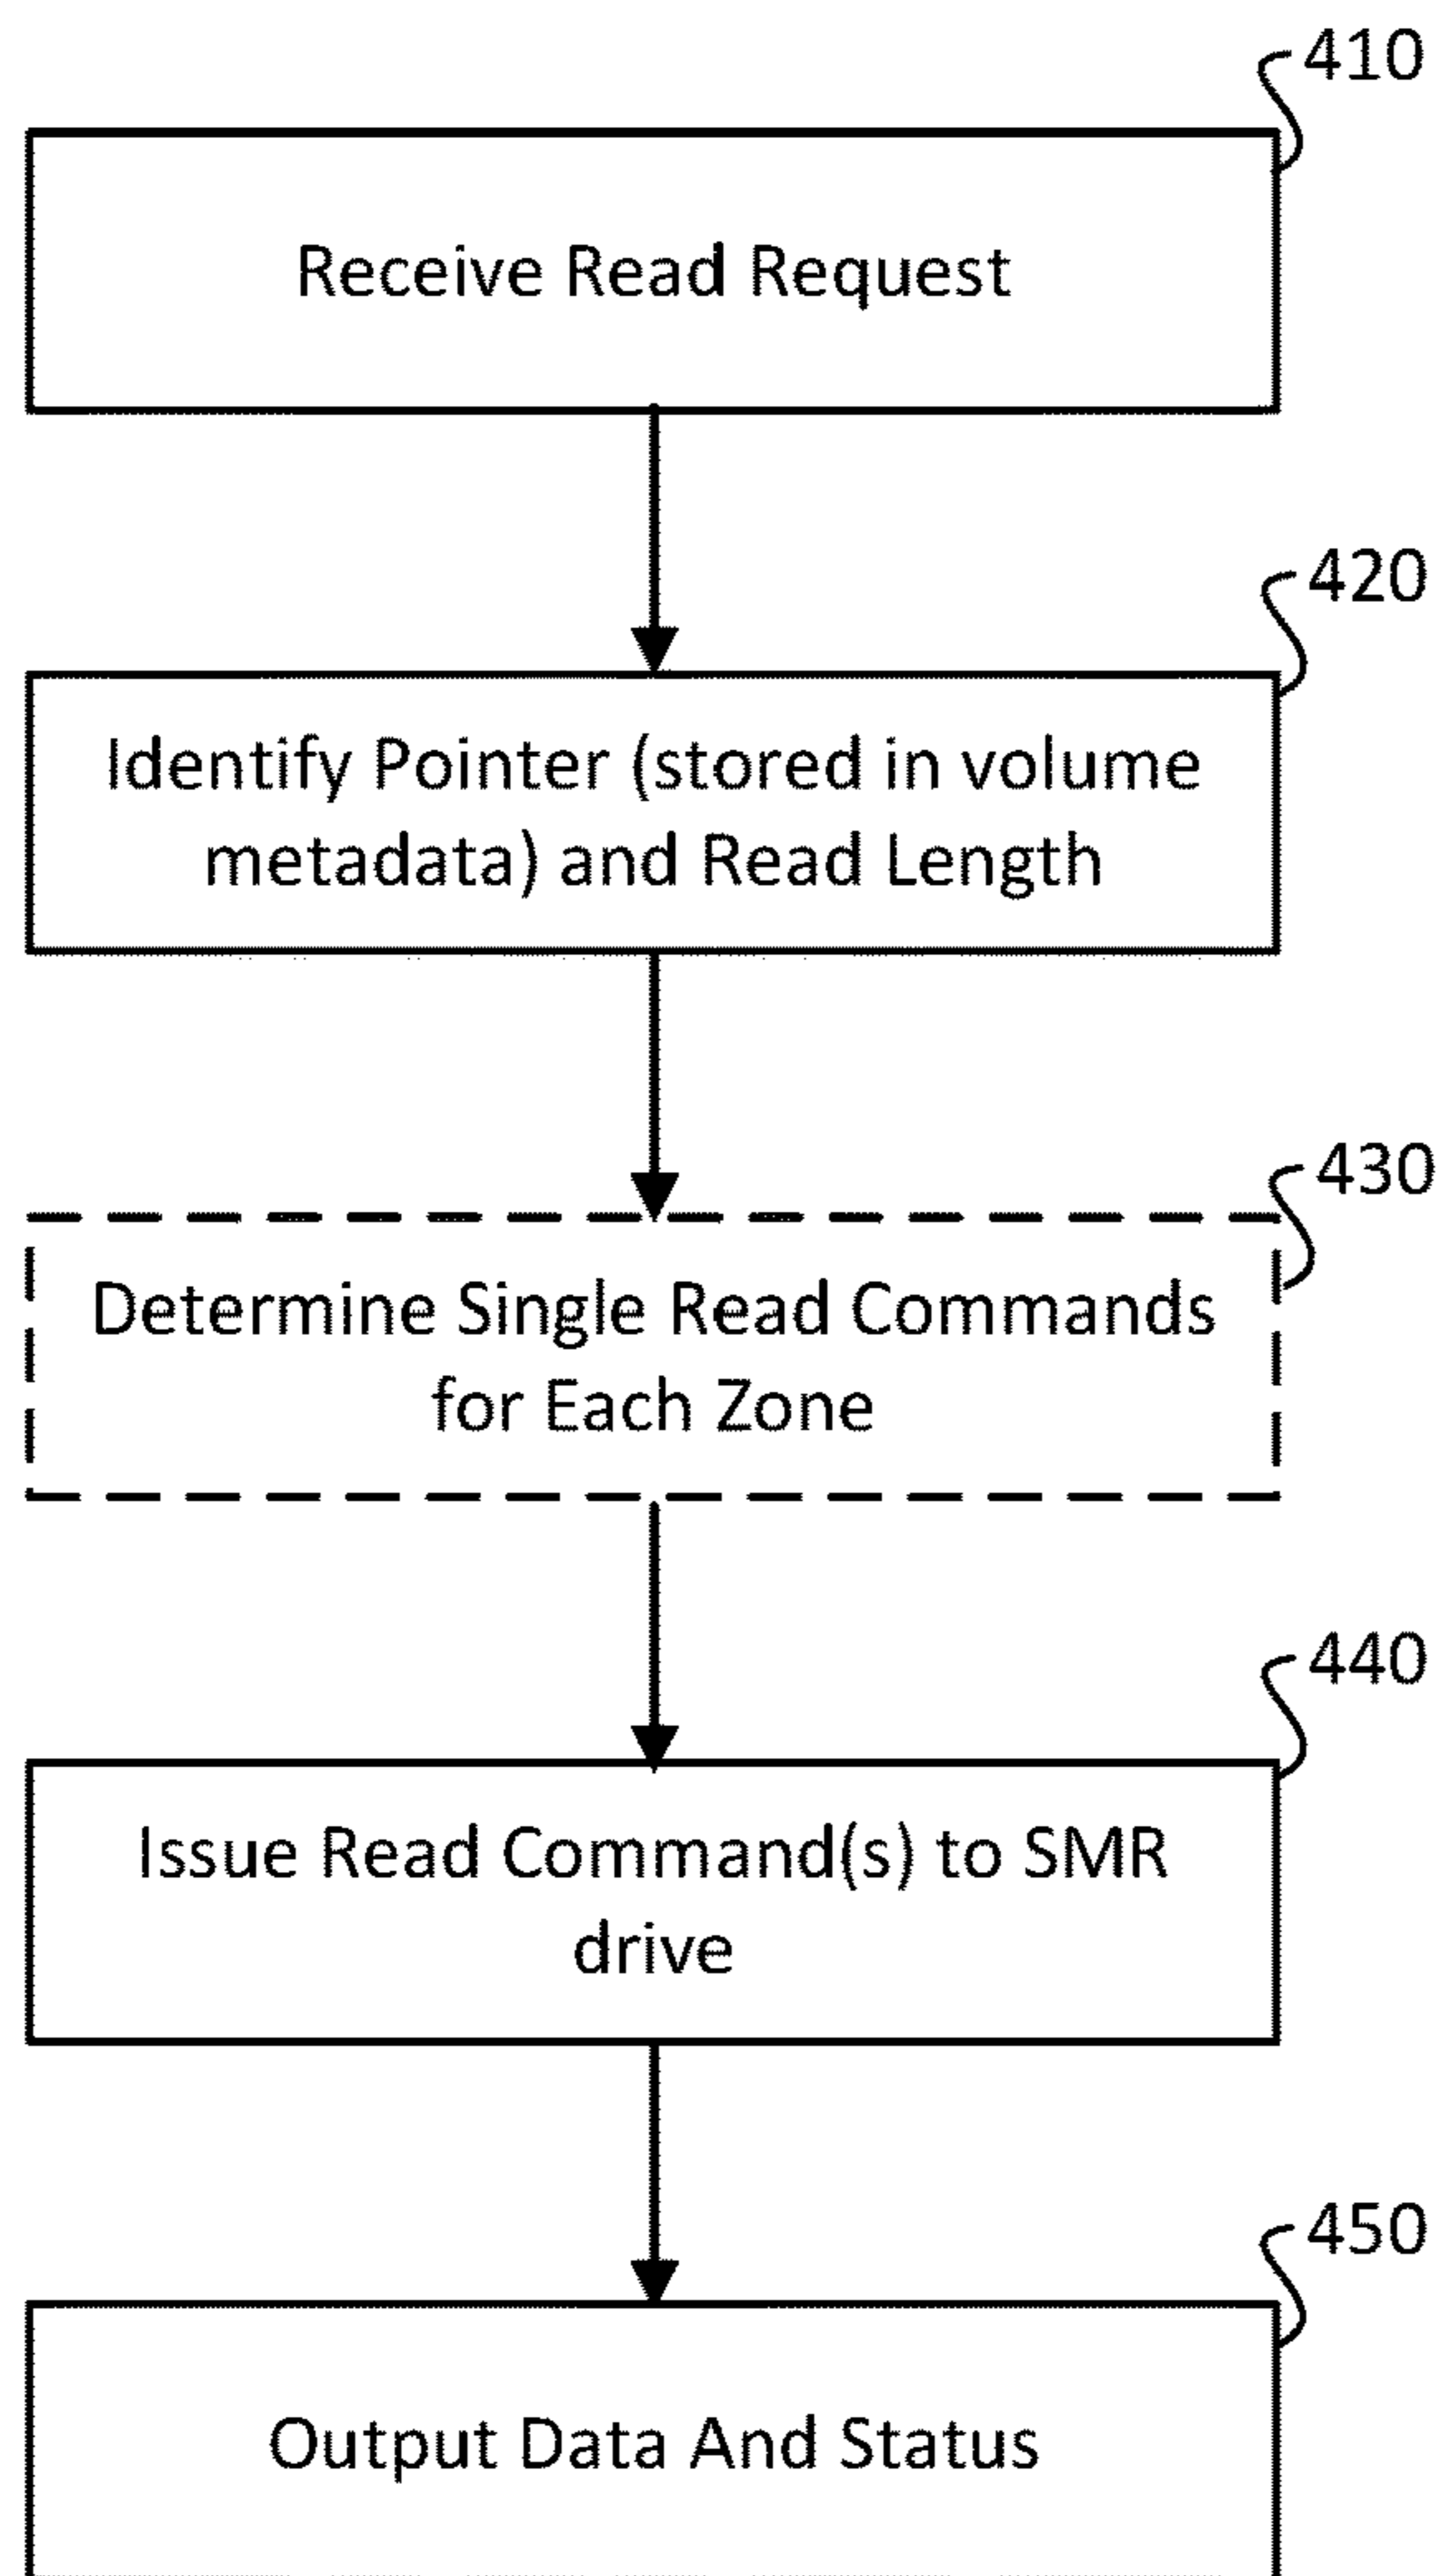 410
Receive Read Request
420
Identify Pointer (stored in volume
metadata) and Read Length
430
Determine Single Read Commands
for Each Zone
440
Issue Read Command(s) to SMR
drive
450
Output Data And Status